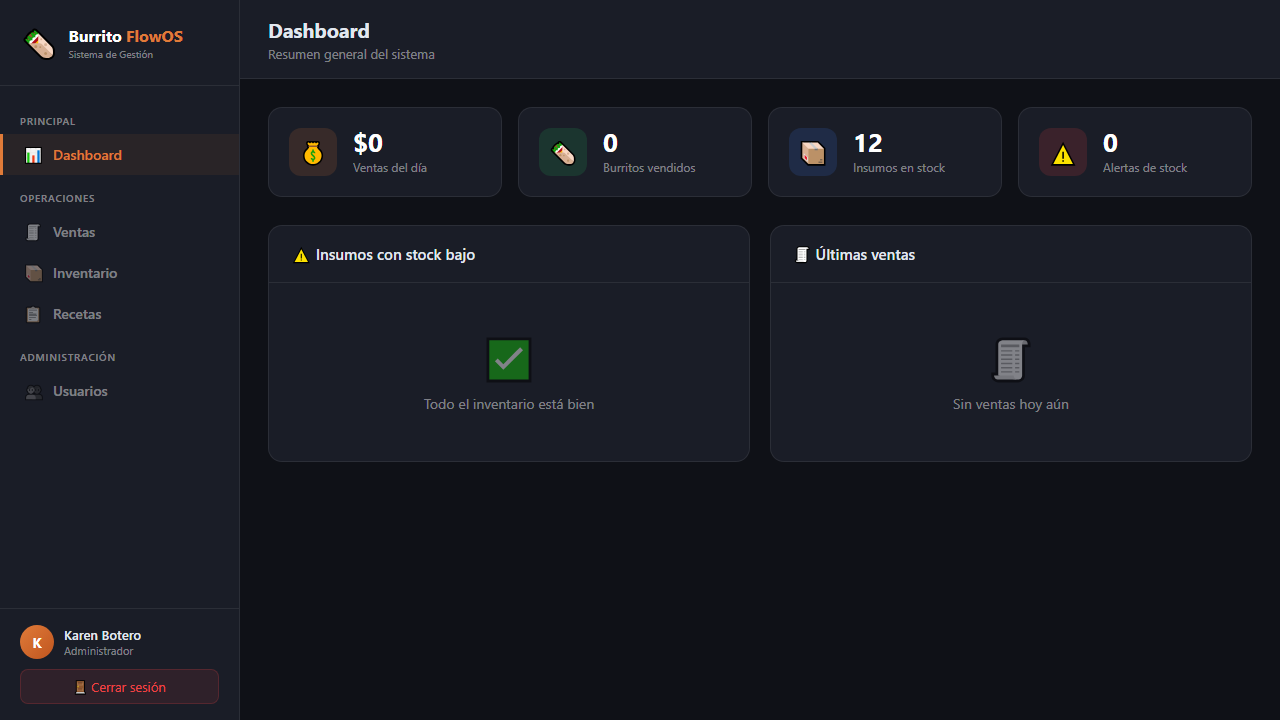 Burrito FlowOS
Sistema de Gestión
PRINCIPAL
Dashboard
OPERACIONES
Ventas
Inventario
Recetas
ADMINISTRACIÓN
Usuarios
K
Karen Botero
Administrador
Cerrar sesión
Dashboard
Resumen general del sistema
$0
Ventas del día
0
Burritos vendidos
12
Insumos en stock
0
Alertas de stock
Insumos con stock bajo
Todo el inventario está bien
Últimas ventas
Sin ventas hoy aún